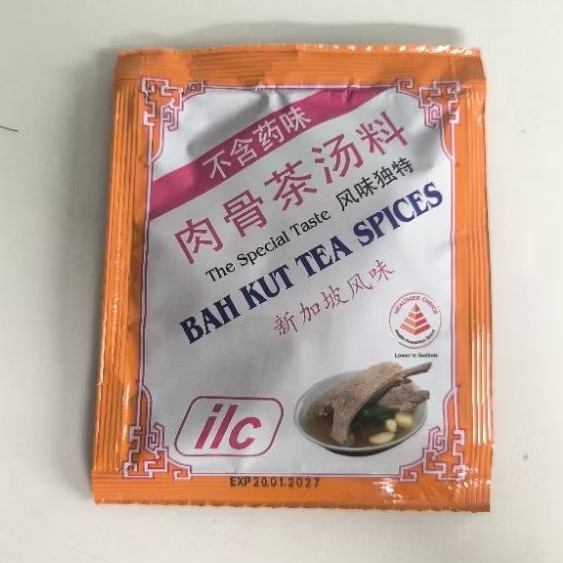 不含药味
肉骨茶汤料
The Special Taste 风味独特
BAH KUT TEA SPICES
新加坡风味
HEALTHIER CHOICE
Lower in Sodium
ilc
EXP 20.01.2027